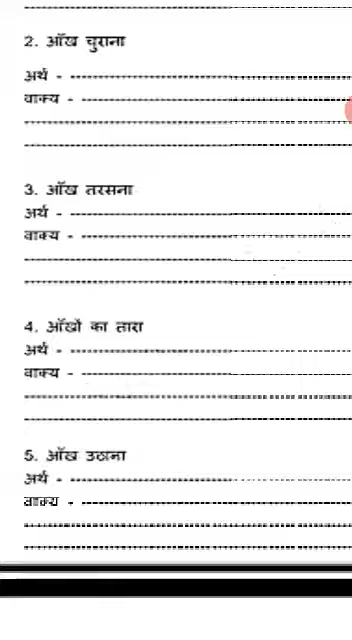 2. आँख चुराना
अर्थ - 
वाक्य - 
3. आँख तरसना
अर्थ - 
वाक्य - 
4. आँखों का तारा
अर्थ - 
वाक्य - 
5. आँख उठाना
अर्थ - 
वाक्य -